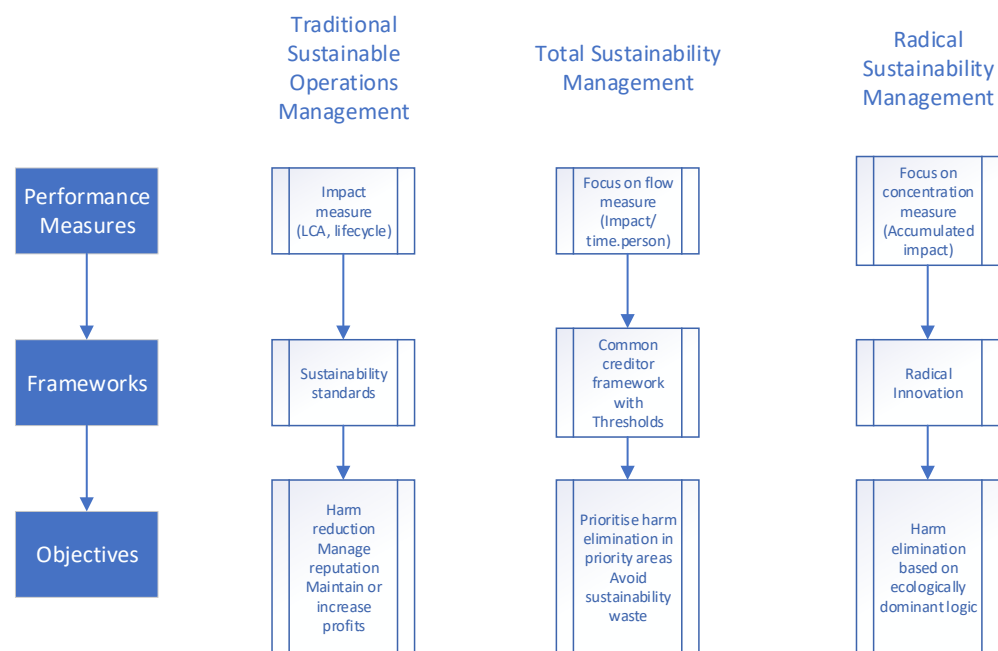 Traditional
Sustainable
Operations
Management
Total Sustainability
Management
Radical
Sustainability
Management
Performance
Measures
Impact
measure
(LCA, lifecycle)
Focus on flow
measure
(Impact/
time.person)
Focus on
concentration
measure
(Accumulated
impact)
Frameworks
Sustainability
standards
Common
creditor
framework
with
Thresholds
Radical
Innovation
Objectives
Harm
reduction
Manage
reputation
Maintain or
increase
profits
Prioritise harm
elimination in
priority areas
Avoid
sustainability
waste
Harm
elimination
based on
ecologically
dominant logic